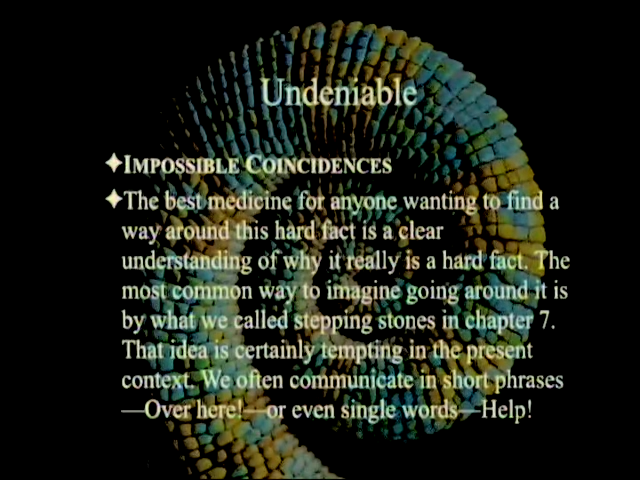 Undeniable
✦IMPOSSIBLE COINCIDENCES
✦The best medicine for anyone wanting to find a
way around this hard fact is a clear
understanding of why it really is a hard fact. The
most common way to imagine going around it is
by what we called stepping stones in chapter 7.
That idea is certainly tempting in the present
context. We often communicate in short phrases
—Over here!—or even single words—Help!